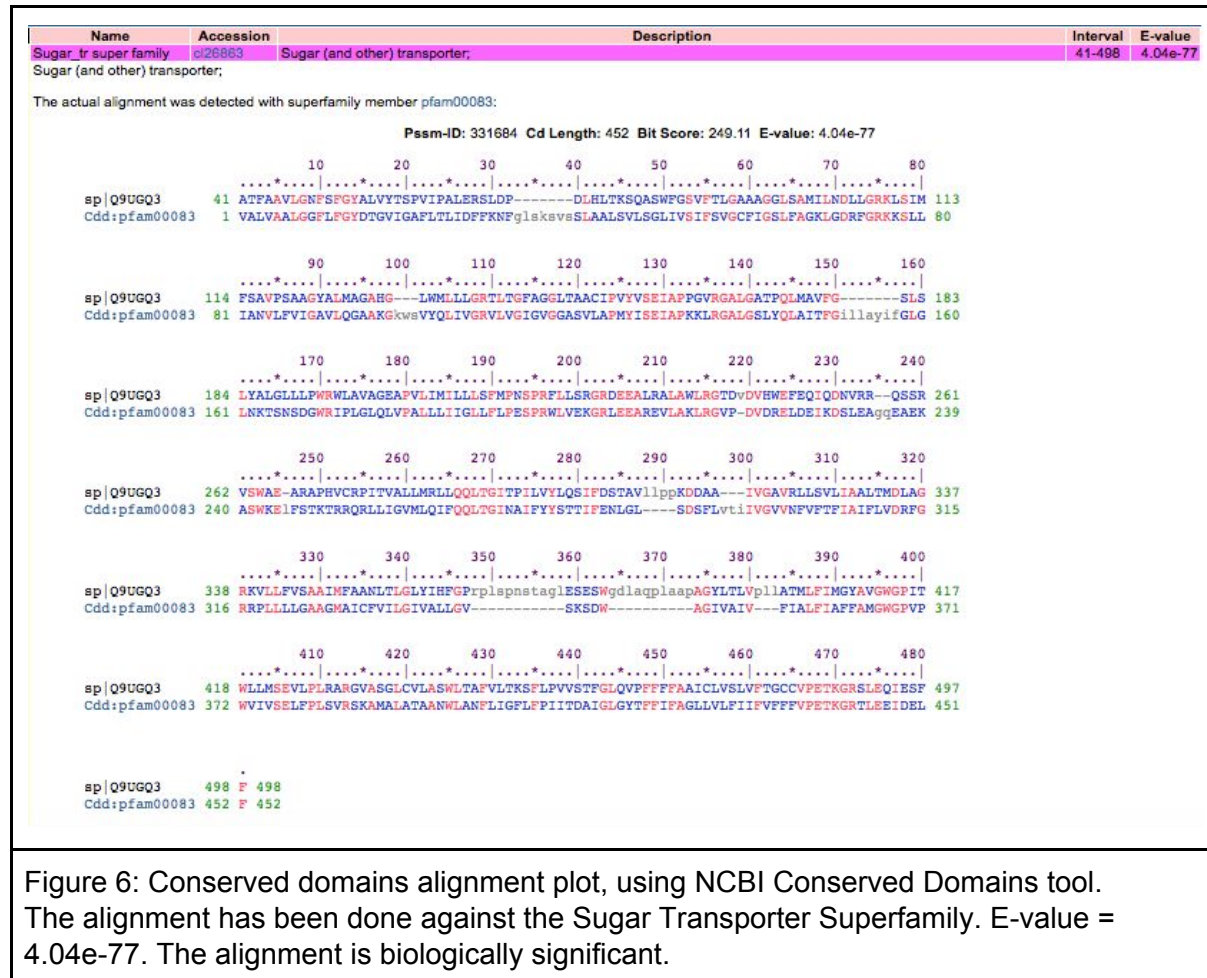 Name Accession Description Interval E-value
Sugar_tr super family cl26863 Sugar (and other) transporter; 41-498 4.04e-77
Sugar (and other) transporter;
The actual alignment was detected with superfamily member pfam00083:
Pssm-ID: 331684 Cd Length: 452 Bit Score: 249.11 E-value: 4.04e-77
10 20 30 40 50 60 70 80
....*....|....*....|....*....|....*....|....*....|....*....|....*....|....*....|
sp|Q9UGQ3 41 ATFAAVLGNFSFGYALVYTSPVIPALERSLDP-------DLHLTKSQASWFGSVFTLGAAAGGLSAMILNDLLGRKLSIM 113
Cdd:pfam00083 1 VALVAALGGFLFGYDTGVIGAFLTLIDFFKNFglsksvsSLAALSVLSGLIVSIFSVGCFIGSLFAGKLGDRFGRKKSLL 80
90 100 110 120 130 140 150 160
....*....|....*....|....*....|....*....|....*....|....*....|....*....|....*....|
sp|Q9UGQ3 114 FSAVPSAAGYALMAGAHG---LWMLLLGRTLTGFAGGLTAACIPVYVSEIAPPGVRGALGATPQLMAVFG-------SLS 183
Cdd:pfam00083 81 IANVLFVIGAVLQGAAKGkwsVYQLIVGRVLVGIGVGGASVLAPMYISEIAPKKLRGALGSLYQLAITFGillayifGLG 160
170 180 190 200 210 220 230 240
....*....|....*....|....*....|....*....|....*....|....*....|....*....|....*....|
sp|Q9UGQ3 184 LYALGLLLPWRWLAVAGEAPVLIMILLLSFMPNSPRFLLSRGRDEEALRALAWLRGTDvDVHWEFEQIQDNVRR--QSSR 261
Cdd:pfam00083 161 LNKTSNSDGWRIPLGLQLVPALLLIIGLLFLPESPRWLVEKGRLEEAREVLAKLRGVP-DVDRELDEIKDSLEAgqEAEK 239
250 260 270 280 290 300 310 320
....*....|....*....|....*....|....*....|....*....|....*....|....*....|....*....|
sp|Q9UGQ3 262 VSWAE-ARAPHVCRPITVALLMRLLQQLTGITPILVYLQSIFDSTAVllppKDDAA---IVGAVRLLSVLIAALTMDLAG 337
Cdd:pfam00083 240 ASWKElFSTKTRRQRLLIGVMLQIFQQLTGINAIFYYSTTIFENLGL----SDSFLvtiIVGVVNFVFTFIAIFLVDRFG 315
330 340 350 360 370 380 390 400
....*....|....*....|....*....|....*....|....*....|....*....|....*....|....*....|
sp|Q9UGQ3 338 RKVLLFVSAAIMFAANLTLGLYIHFGPrplspnstaglESESWgdlaqplaapAGYLTLVpllATMLFIMGYAVGWGPIT 417
Cdd:pfam00083 316 RRPLLLLGAAGMAICFVILGIVALLGV-----------SKSDW----------AGIVAIV---FIALFIAFFAMGWGPVP 371
410 420 430 440 450 460 470 480
....*....|....*....|....*....|....*....|....*....|....*....|....*....|....*....|
sp|Q9UGQ3 418 WLLMSEVLPLRARGVASGLCVLASWLTAFVLTKSFLPVVSTFGLQVPFFFFAAICLVSLVFTGCCVPETKGRSLEQIESF 497
Cdd:pfam00083 372 WVIVSELFPLSVRSKAMALATAANWLANFLIGFLFPIITDAIGLGYTFFIFAGLLVLFIIFVFFFVPETKGRTLEEIDEL 451
.
sp|Q9UGQ3 498 F 498
Cdd:pfam00083 452 F 452
Figure 6: Conserved domains alignment plot, using NCBI Conserved Domains tool.
The alignment has been done against the Sugar Transporter Superfamily. E-value =
4.04e-77. The alignment is biologically significant.